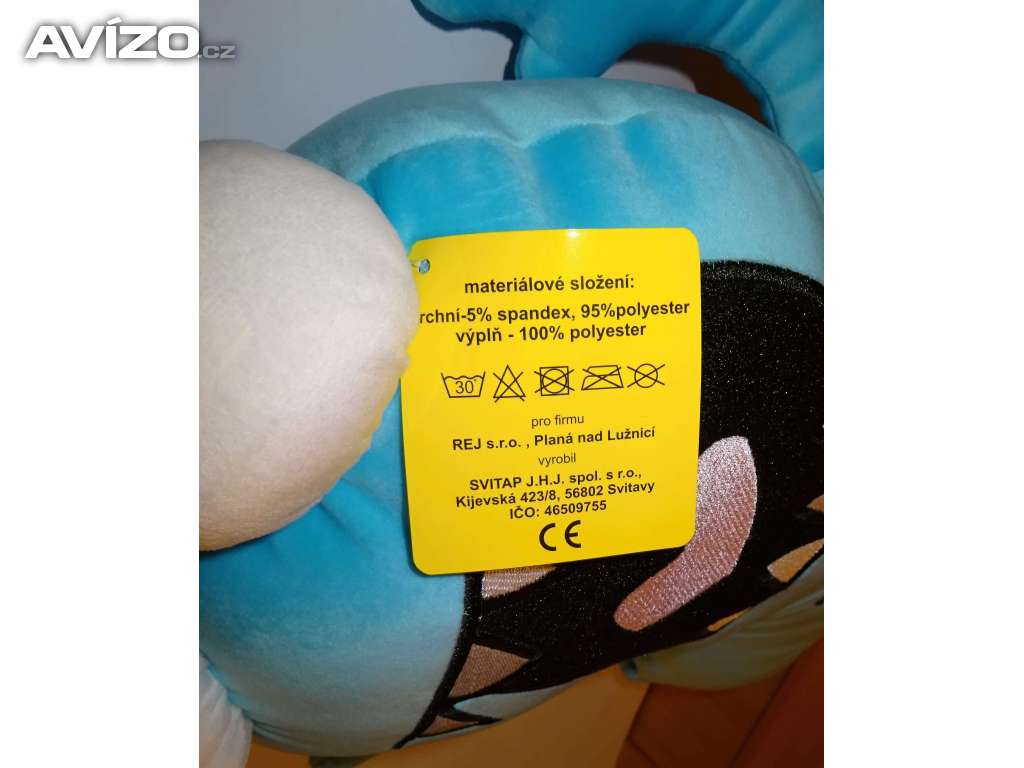 AVÍZO.cz
materiálové složení:
rchní-5% spandex, 95%polyester
výplň - 100% polyester
30°
pro firmu
REJ s.r.o. , Planá nad Lužnicí
vyrobil
SVITAP J.H.J. spol. s r.o.,
Kijevská 423/8, 56802 Svitavy
IČO: 46509755
CE